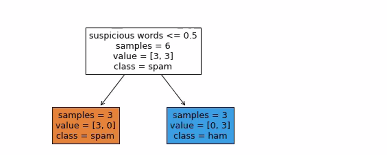 suspicious words <= 0.5
samples = 6
value = [3, 3]
class = spam
samples = 3
value = [3, 0]
class = spam
samples = 3
value = [0, 3]
class = ham